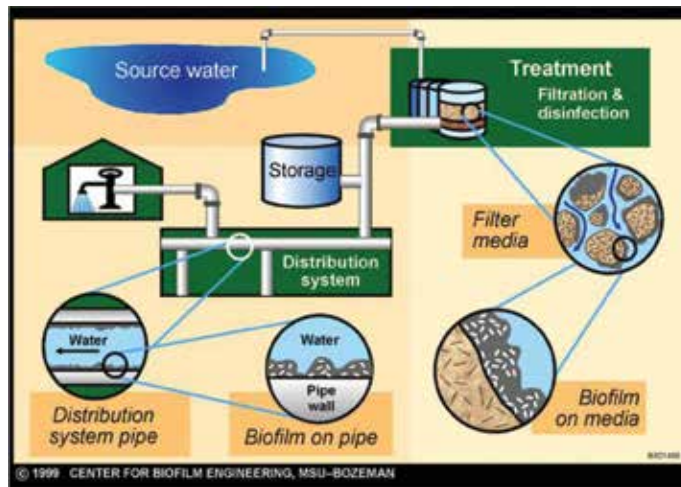 Source water
Treatment
Filtration &
disinfection
Storage
Filter
media
Distribution
system
Water
Water
Pipe
wall
Distribution
system pipe
Biofilm on pipe
Biofilm
on media
© 1999 CENTER FOR BIOFILM ENGINEERING, MSU–BOZEMAN